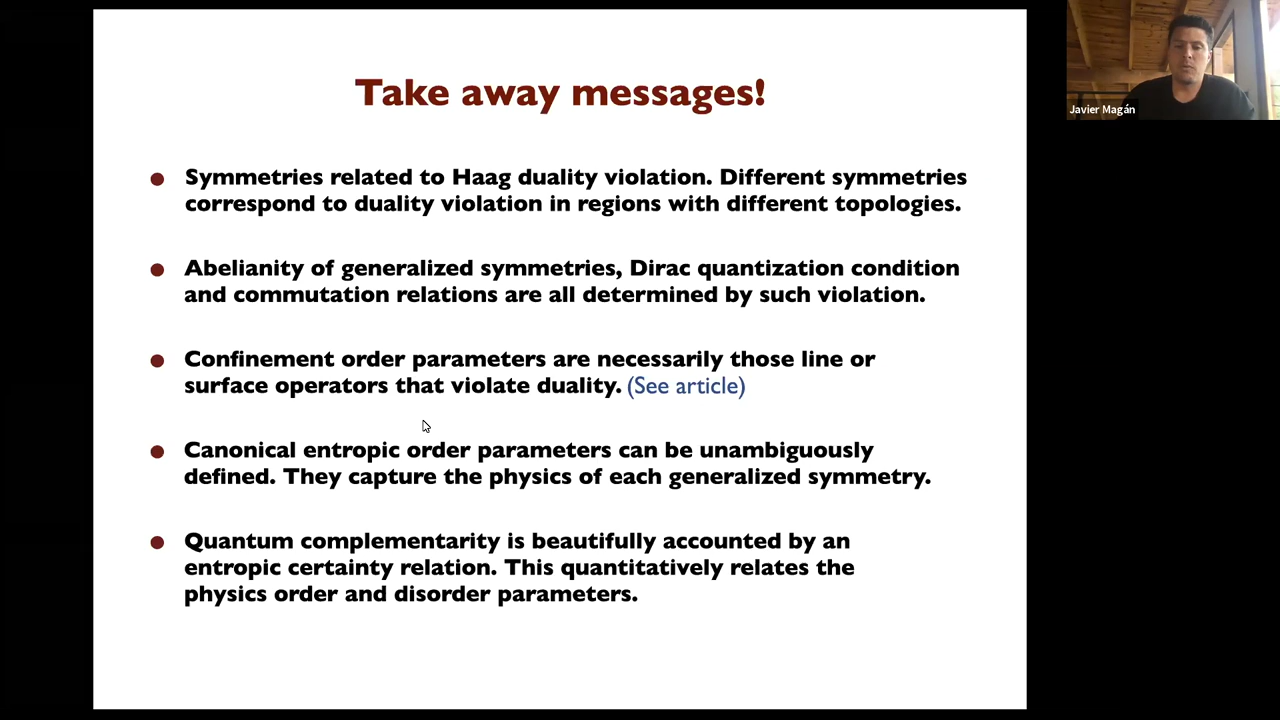 Take away messages!
Symmetries related to Haag duality violation. Different symmetries
correspond to duality violation in regions with different topologies.
Abelianity of generalized symmetries, Dirac quantization condition
and commutation relations are all determined by such violation.
Confinement order parameters are necessarily those line or
surface operators that violate duality. (See article)
Canonical entropic order parameters can be unambiguously
defined. They capture the physics of each generalized symmetry.
Quantum complementarity is beautifully accounted by an
entropic certainty relation. This quantitatively relates the
physics order and disorder parameters.
Javier Magán